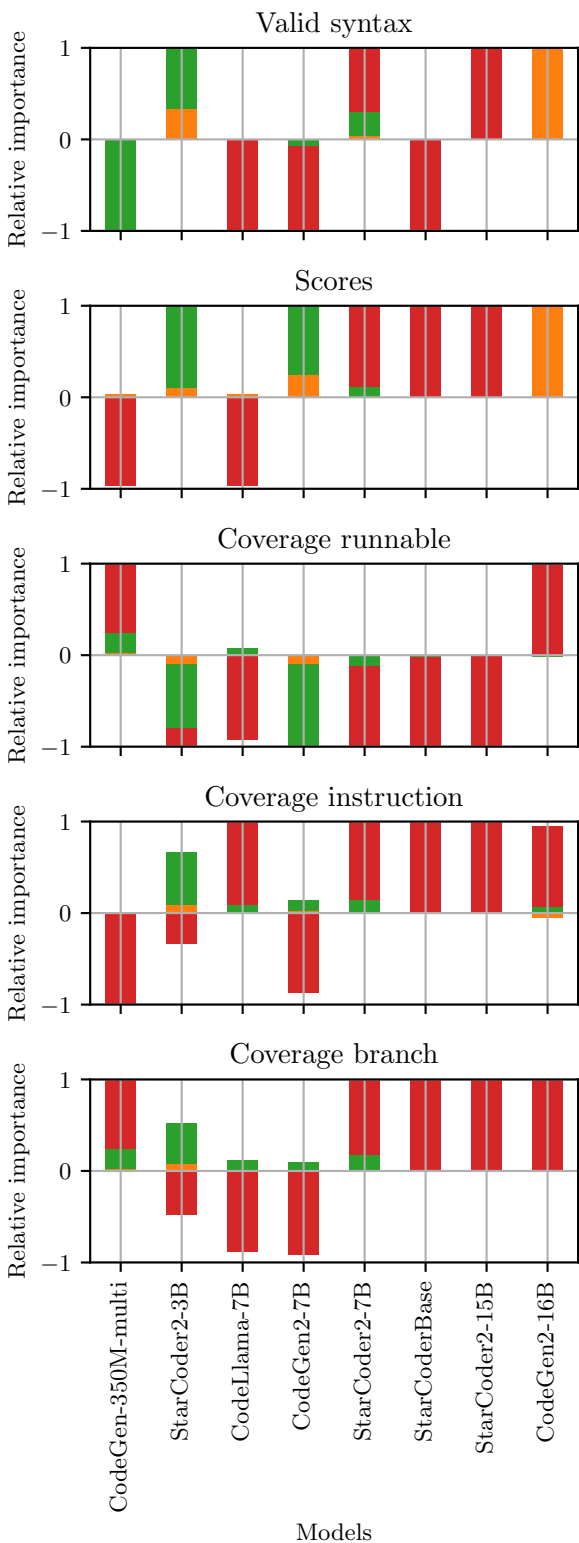 Valid syntax
Relative importance
1
0
−1
Scores
Relative importance
1
0
−1
Coverage runnable
Relative importance
1
0
−1
Coverage instruction
Relative importance
1
0
−1
Coverage branch
Relative importance
1
0
−1
CodeGen-350M-multi
StarCoder2-3B
CodeLlama-7B
CodeGen2-7B
StarCoder2-7B
StarCoderBase
StarCoder2-15B
CodeGen2-16B
Models